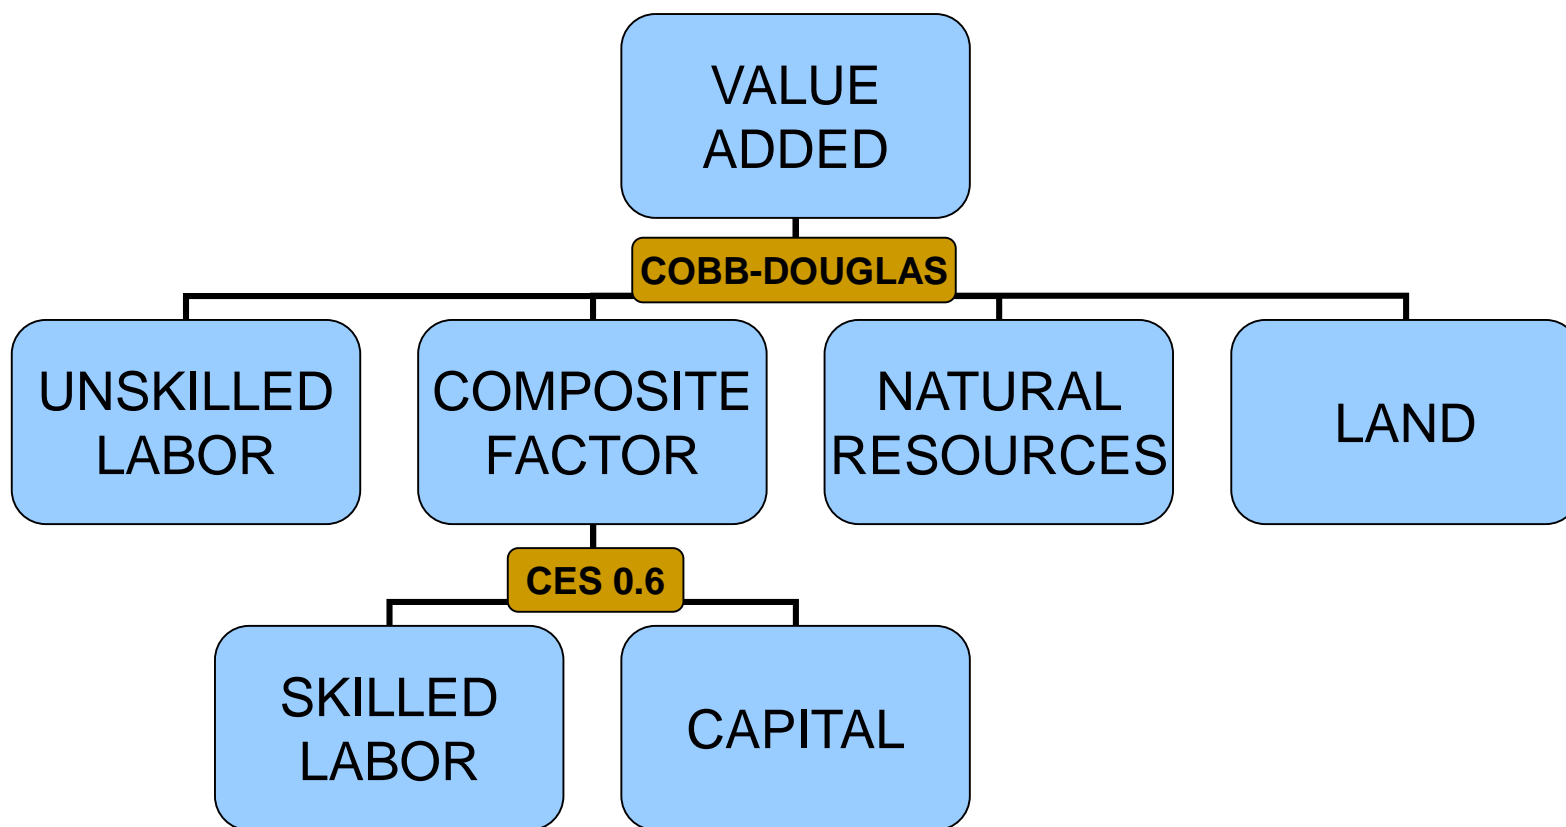 VALUE
ADDED
COBB-DOUGLAS
UNSKILLED
LABOR
COMPOSITE
FACTOR
NATURAL
RESOURCES
LAND
CES 0.6
SKILLED
LABOR
CAPITAL